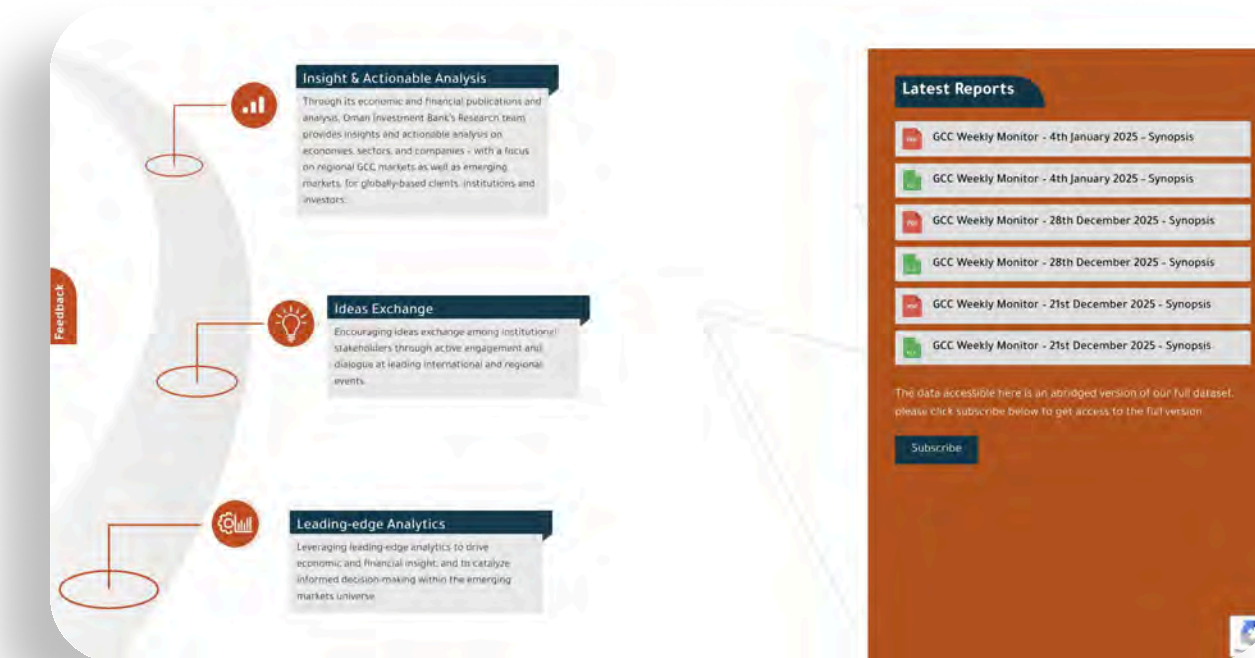 Insight & Actionable Analysis
Through its economic and financial publications and
analysis, Oman Investment Bank's Research team
provides insights and actionable analysis on
economies, sectors, and companies – with a focus
on regional GCC markets as well as emerging
markets, for globally-based clients, institutions and
investors.
Feedback
Ideas Exchange
Encouraging ideas exchange among institutional
stakeholders through active engagement and
dialogue at leading international and regional
events.
Leading-edge Analytics
Leveraging leading-edge analytics to drive
economic and financial insight, and to catalyze
informed decision-making within the emerging
markets universe.
Latest Reports
GCC Weekly Monitor - 4th January 2025 - Synopsis
GCC Weekly Monitor - 4th January 2025 - Synopsis
GCC Weekly Monitor - 28th December 2025 - Synopsis
GCC Weekly Monitor - 28th December 2025 - Synopsis
GCC Weekly Monitor - 21st December 2025 - Synopsis
GCC Weekly Monitor - 21st December 2025 - Synopsis
The data accessible here is an abridged version of our full dataset,
please click subscribe below to get access to the full version
Subscribe